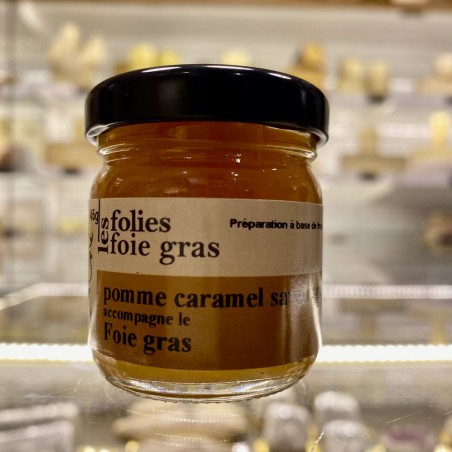 les folies
foie gras
Préparation à base de
pomme caramel
accompagne le
Foie gras